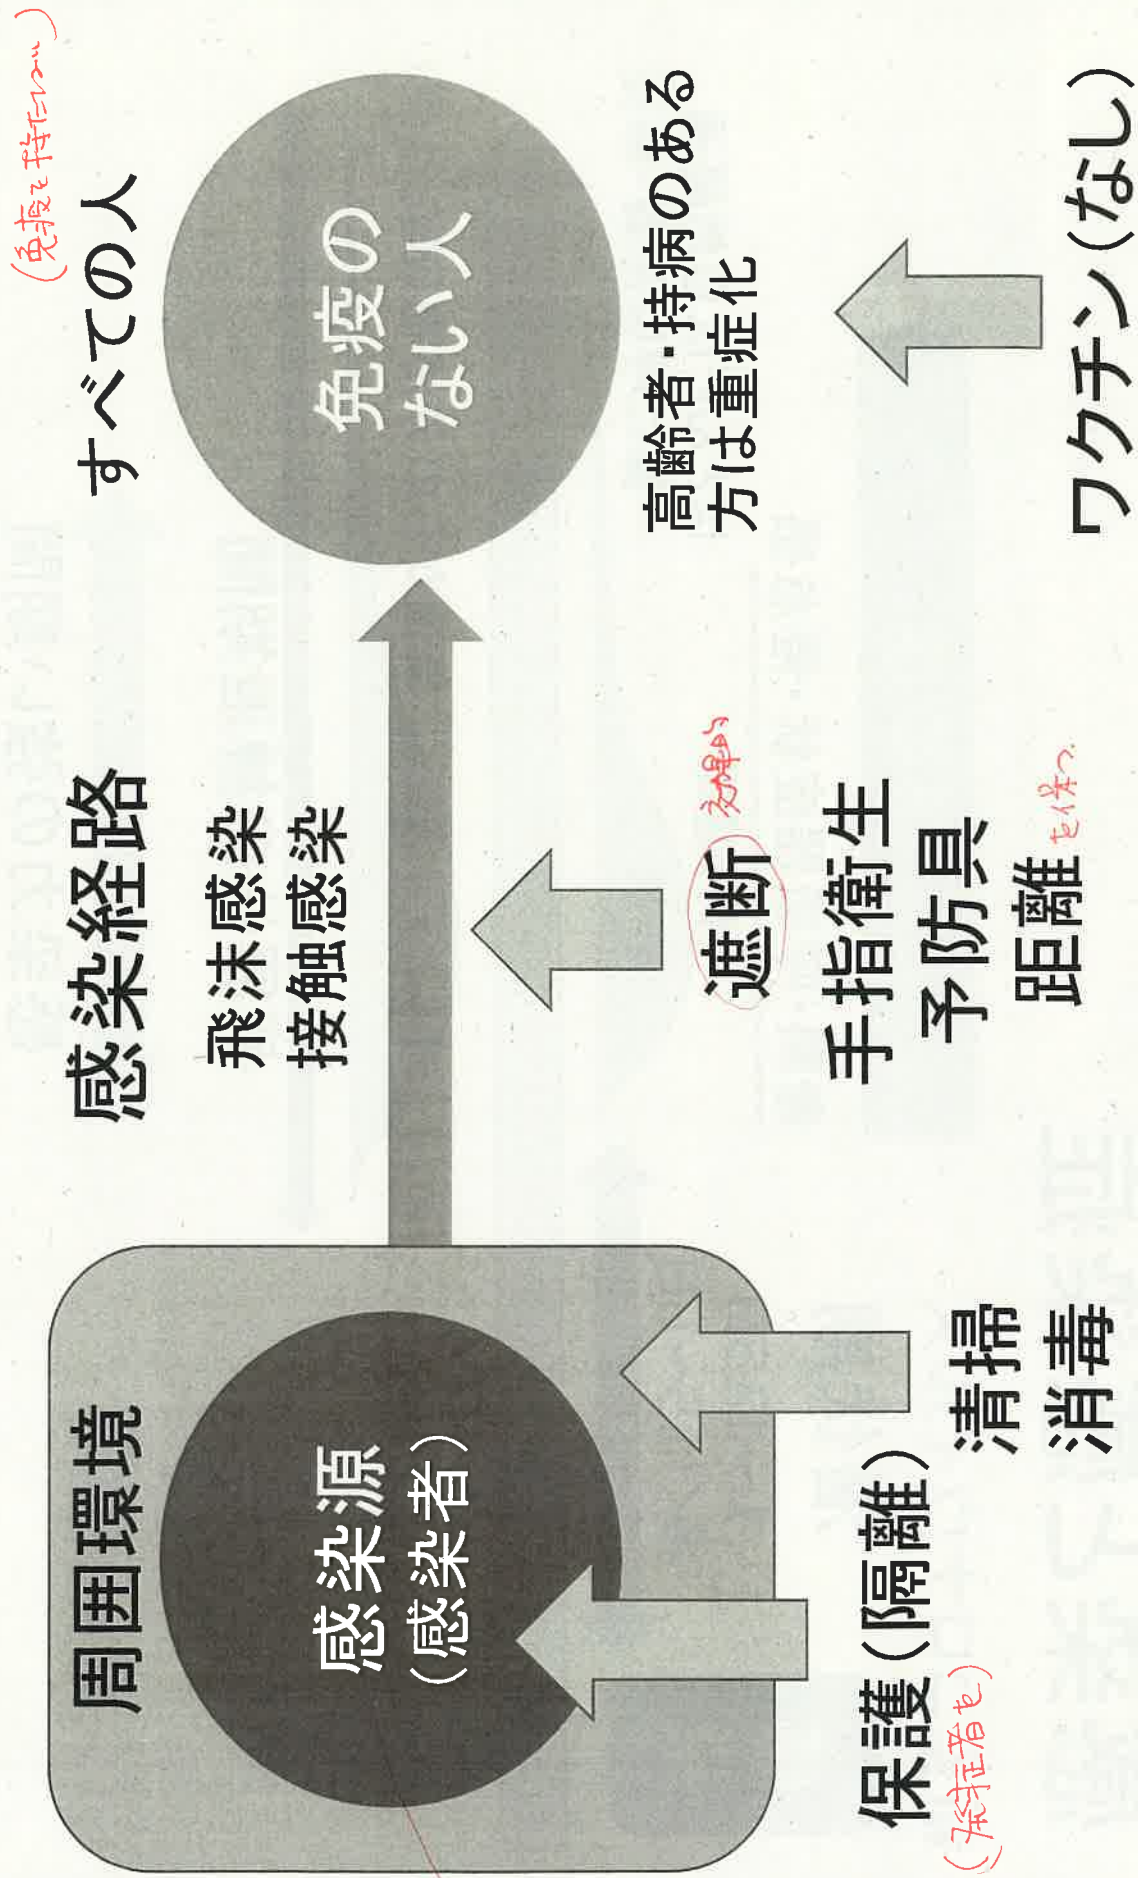 周囲環境
感染源
(感染者)
保護(隔離)
(発症者を)
清掃
消毒
感染経路
飛沫感染
接触感染
遮断
手指衛生
予防具
距離を保つ。
すべての人
免疫の
ない人
高齢者・持病のある
方は重症化
ワクチン(なし)